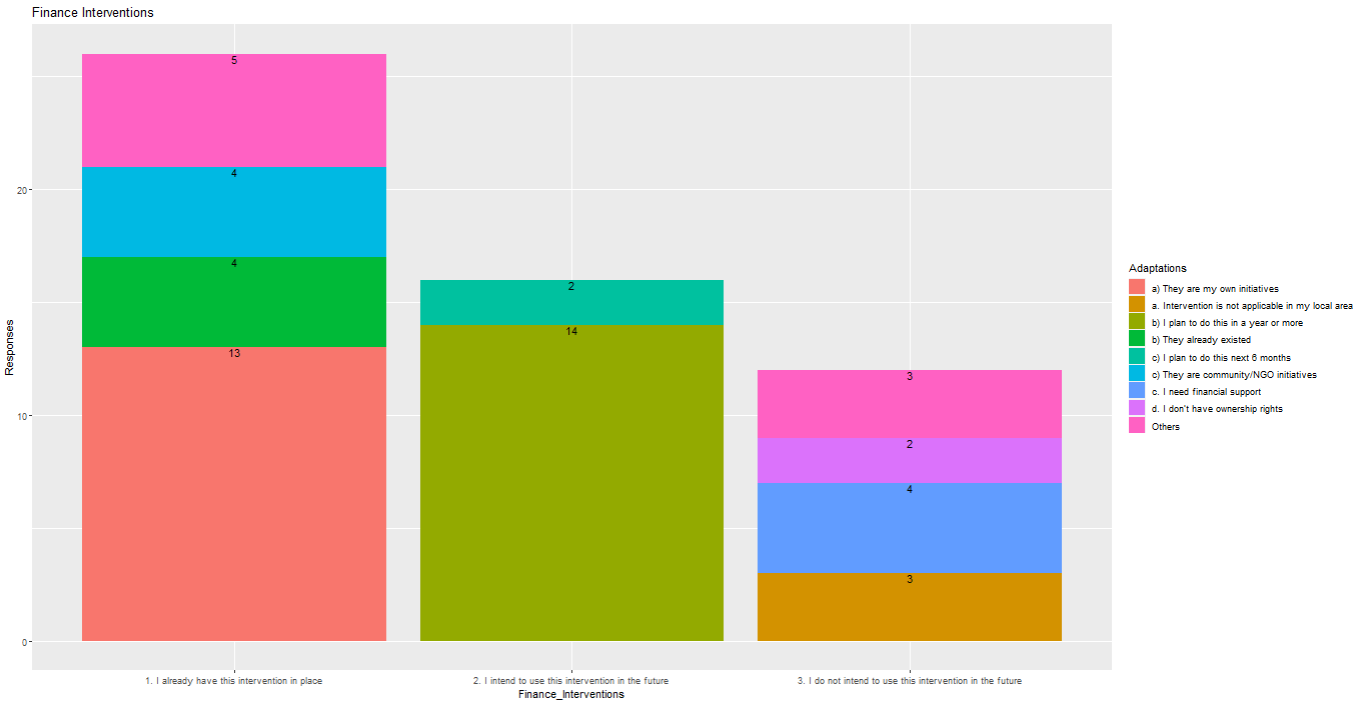 Finance Interventions
Responses
20
10
0
5
4
4
13
2
14
3
2
4
3
1. I already have this intervention in place
2. I intend to use this intervention in the future
3. I do not intend to use this intervention in the future
Finance_Interventions
Adaptations
a) They are my own initiatives
a. Intervention is not applicable in my local area
b) I plan to do this in a year or more
b) They already existed
c) I plan to do this next 6 months
c) They are community/NGO initiatives
c. I need financial support
d. I don't have ownership rights
Others